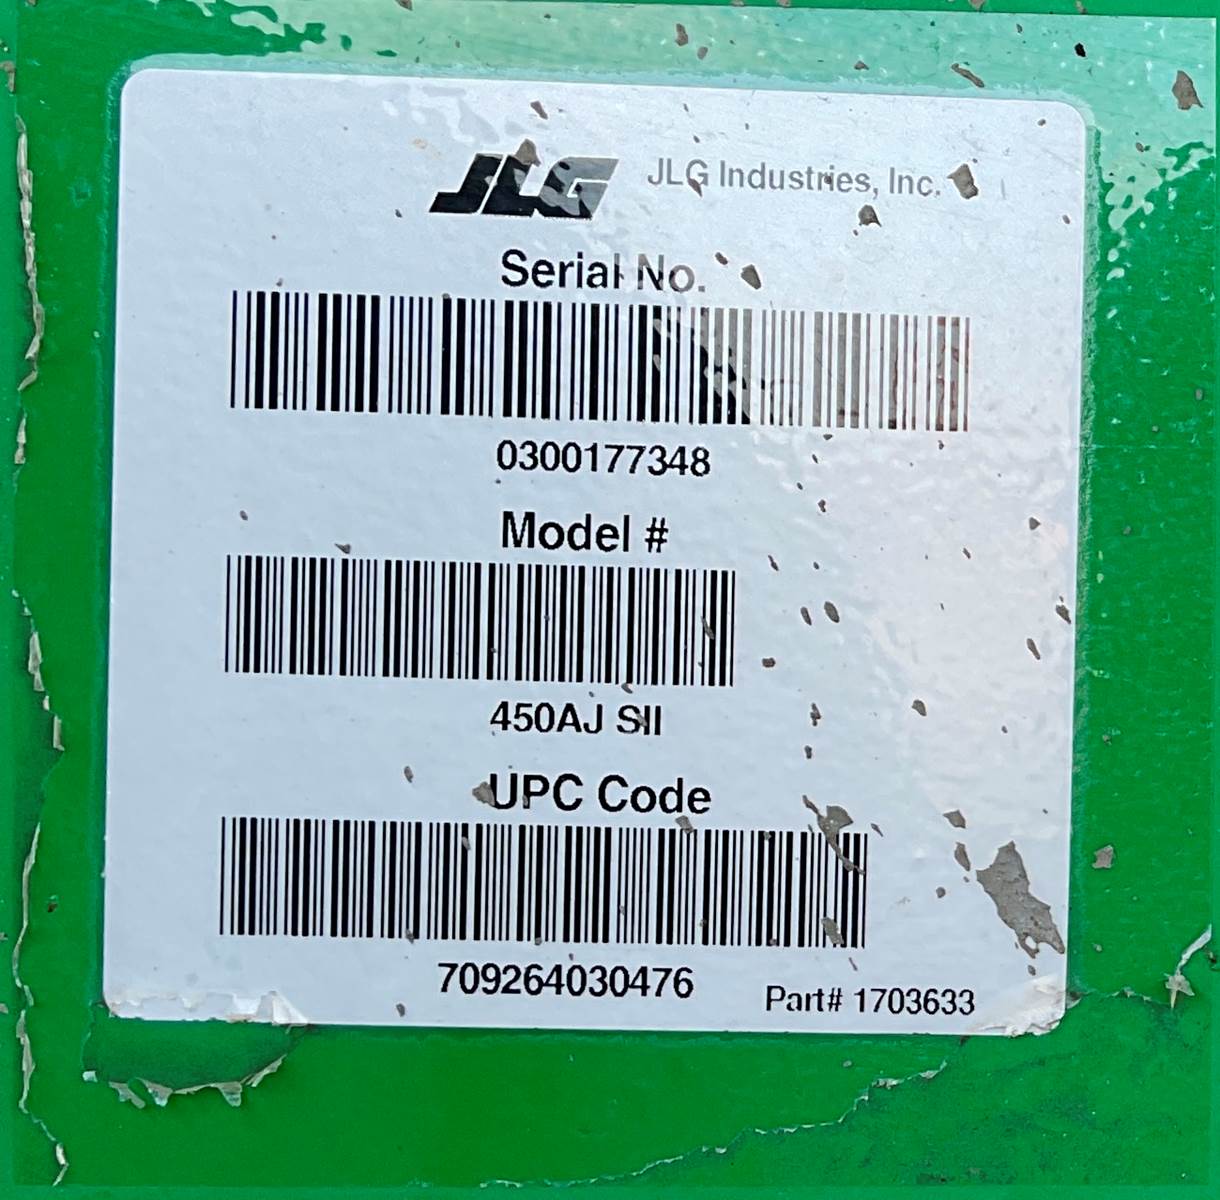 JLG JLG Industries, Inc.
Serial No.
0300177348
Model #
450AJ SII
UPC Code
709264030476
Part# 1703633